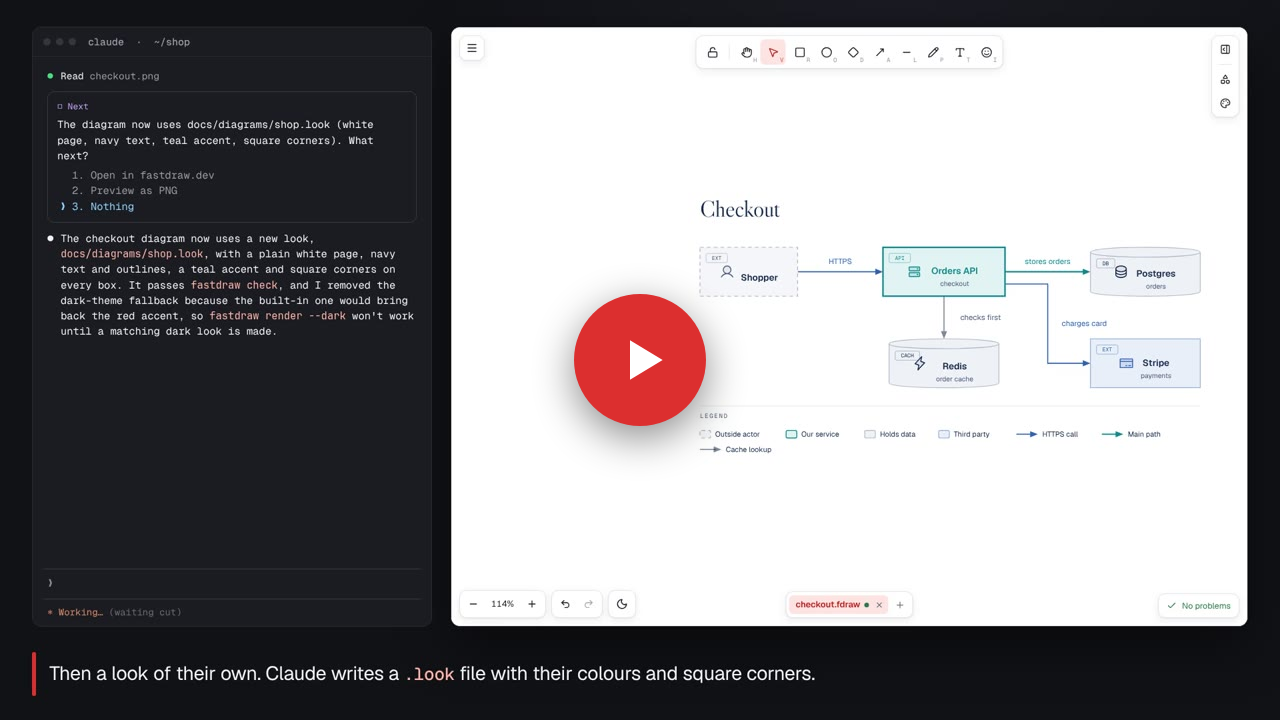 claude · ~/shop
Read checkout.png
Next
The diagram now uses docs/diagrams/shop.look (white
page, navy text, teal accent, square corners). What
next?
1. Open in fastdraw.dev
2. Preview as PNG
❯ 3. Nothing
The checkout diagram now uses a new look,
docs/diagrams/shop.look, with a plain white page, navy
text and outlines, a teal accent and square corners on
every box. It passes fastdraw check, and I removed the
dark-theme fallback because the built-in one would bring
back the red accent, so fastdraw render --dark won't work
until a matching dark look is made.
❯
* Working… (waiting cut)
H V R O D A L P T I
Checkout
EXT
Shopper
HTTPS
API
Orders API
checkout
stores orders
DB
Postgres
orders
checks first
charges card
CACH
Redis
order cache
EXT
Stripe
payments
LEGEND
Outside actor
Our service
Holds data
Third party
HTTPS call
Main path
Cache lookup
− 114% +
checkout.fdraw × +
No problems
Then a look of their own. Claude writes a .look file with their colours and square corners.